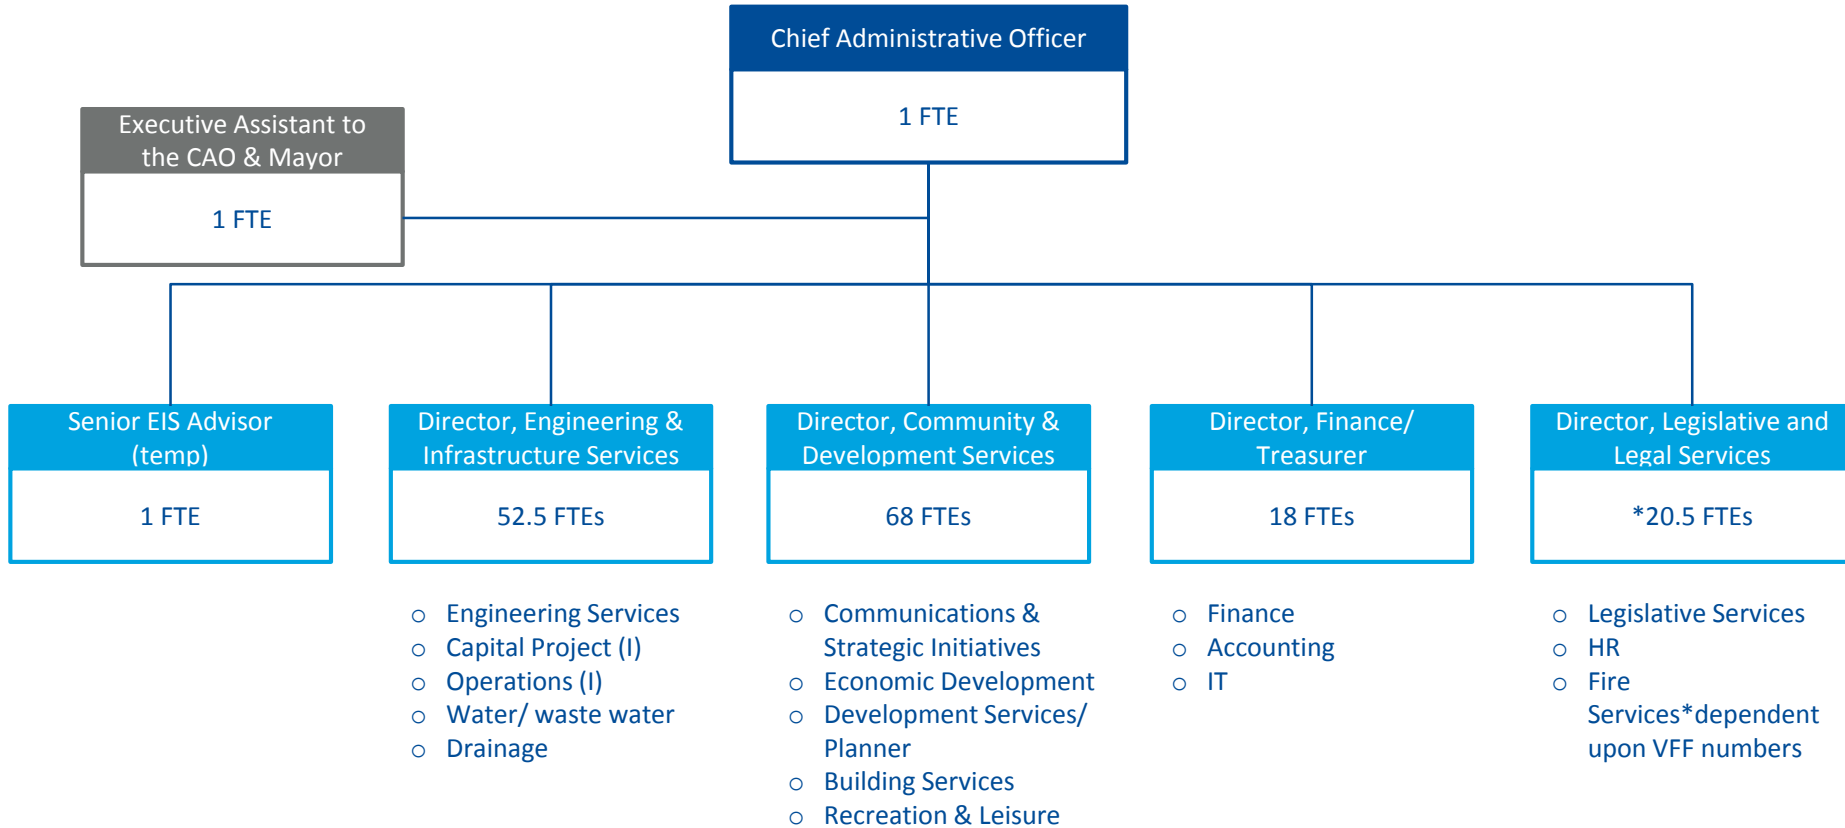 Chief Administrative Officer
1 FTE
Executive Assistant to
the CAO & Mayor
1 FTE
Senior EIS Advisor
(temp)
1 FTE
Director, Engineering &
Infrastructure Services
52.5 FTEs
o Engineering Services
o Capital Project (I)
o Operations (I)
o Water/ waste water
o Drainage
Director, Community &
Development Services
68 FTEs
o Communications &
Strategic Initiatives
o Economic Development
o Development Services/
Planner
o Building Services
o Recreation & Leisure
Director, Finance/
Treasurer
18 FTEs
o Finance
o Accounting
o IT
Director, Legislative and
Legal Services
*20.5 FTEs
o Legislative Services
o HR
o Fire
Services*dependent
upon VFF numbers